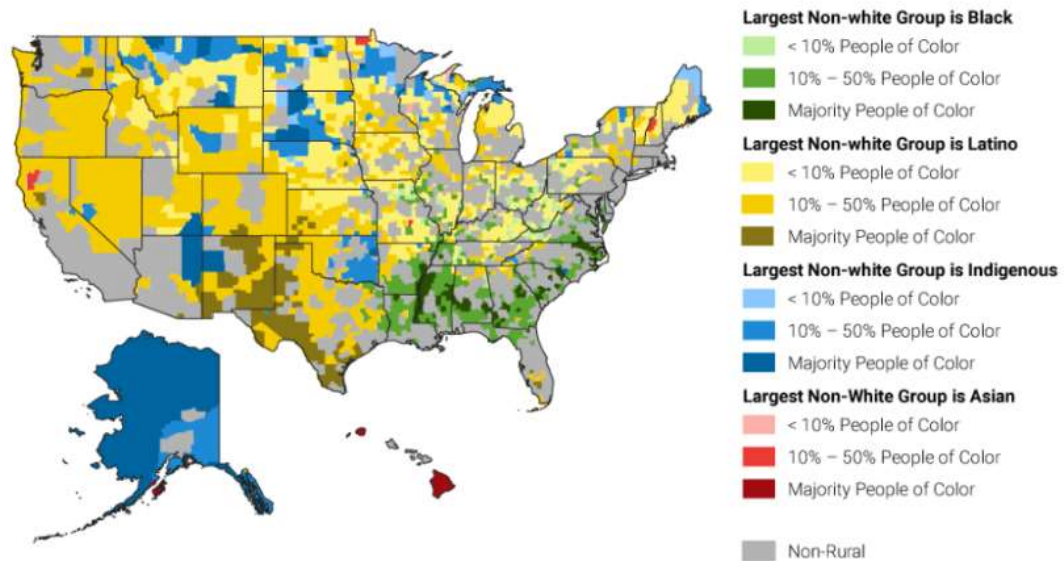 Largest Non-white Group is Black
< 10% People of Color
10% – 50% People of Color
Majority People of Color
Largest Non-white Group is Latino
< 10% People of Color
10% – 50% People of Color
Majority People of Color
Largest Non-white Group is Indigenous
< 10% People of Color
10% – 50% People of Color
Majority People of Color
Largest Non-White Group is Asian
< 10% People of Color
10% – 50% People of Color
Majority People of Color
Non-Rural